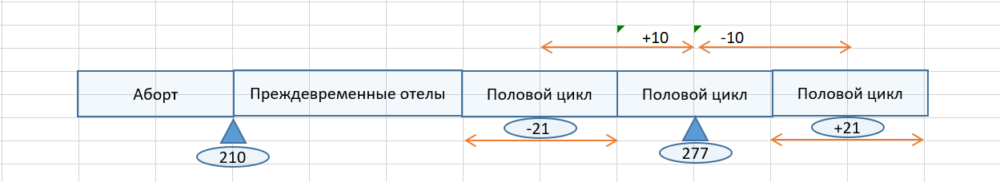 +10
-10
Аборт
Преждевременные отелы
Половой цикл
Половой цикл
Половой цикл
-21
+21
210
277